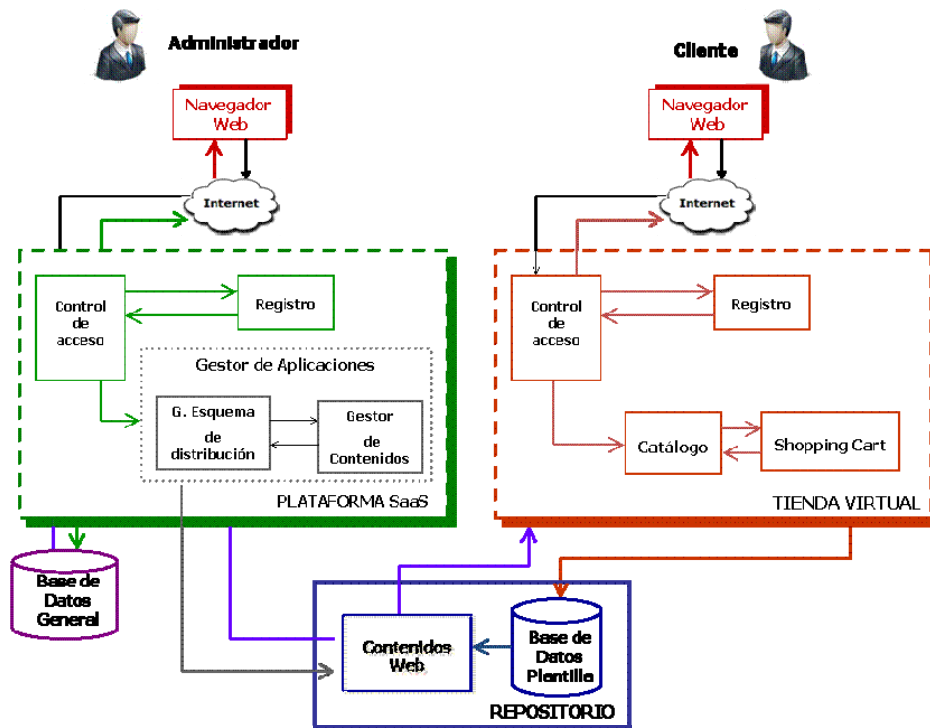 Administrador
Cliente
Navegador
Web
Navegador
Web
Internet
Internet
Control
de
acceso
Registro
Gestor de Aplicaciones
G. Esquema
de
distribución
Gestor
de
Contenidos
PLATAFORMA SaaS
Control
de
acceso
Registro
Catálogo
Shopping Cart
TIENDA VIRTUAL
Base de
Datos
General
Contenidos
Web
Base de
Datos
Plantilla
REPOSITORIO